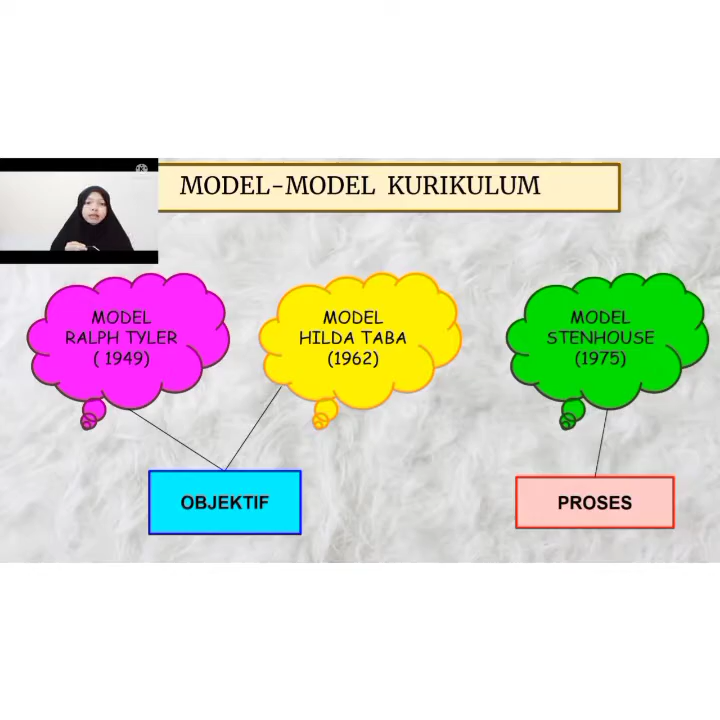 MODEL-MODEL KURIKULUM
MODEL
RALPH TYLER
( 1949)
MODEL
HILDA TABA
(1962)
MODEL
STENHOUSE
(1975)
OBJEKTIF
PROSES